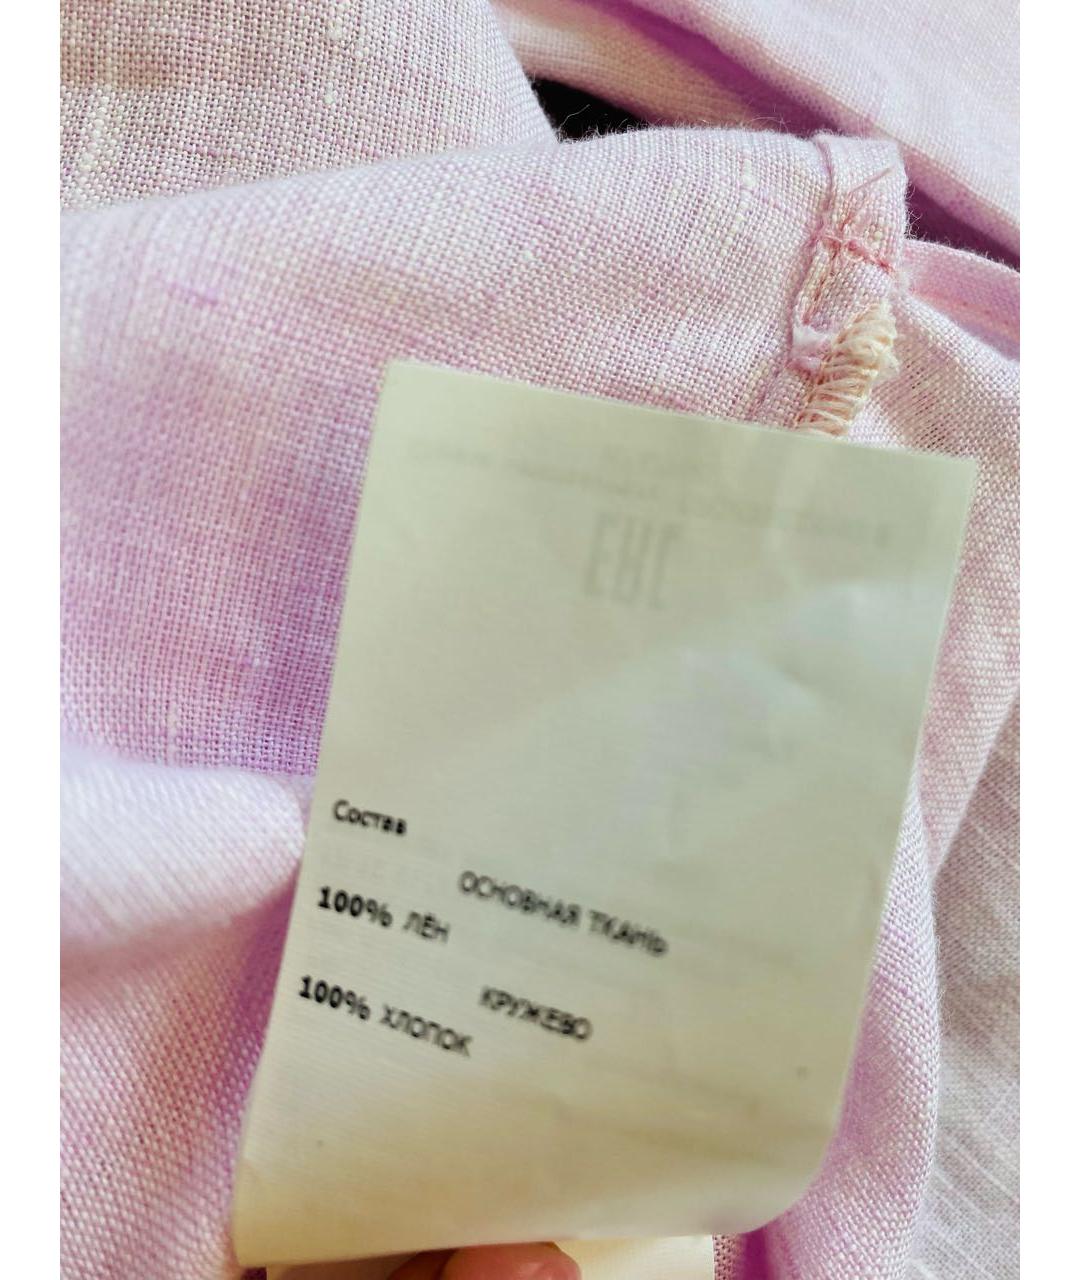 Состав
ОСНОВНАЯ ТКАНЬ
100% ЛЁН
КРУЖЕВО
100% ХЛОПОК